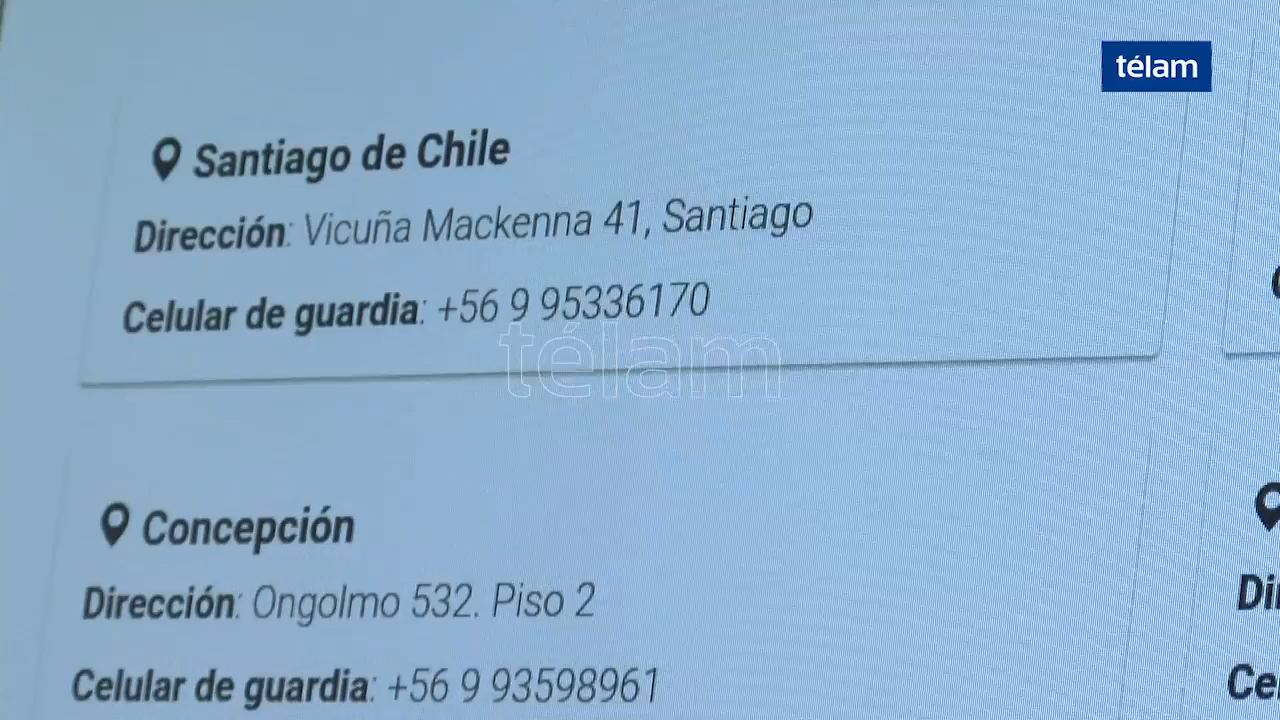 télam
Santiago de Chile
Dirección: Vicuña Mackenna 41, Santiago
Celular de guardia: +56 9 95336170
télam
Concepción
Dirección: Ongolmo 532. Piso 2
Celular de guardia: +56 9 93598961